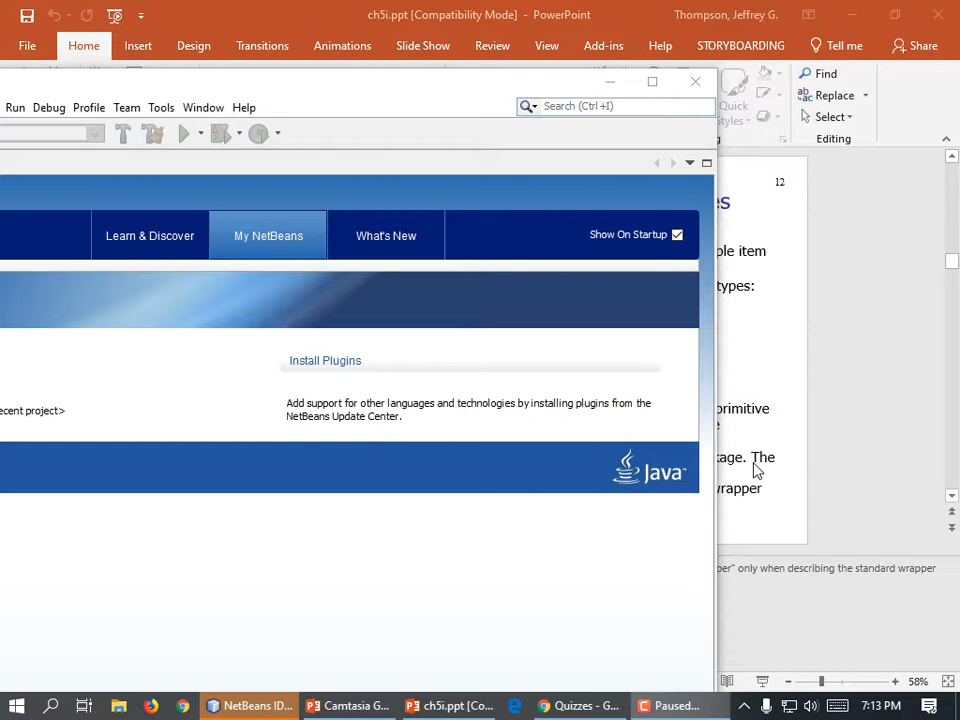 ch5i.ppt [Compatibility Mode] - PowerPoint
Thompson, Jeffrey G.
File Home Insert Design Transitions Animations Slide Show Review View Add-ins Help STORYBOARDING Tell me Share
Find
Replace
Select
Quick
Styles
Editing
Run Debug Profile Team Tools Window Help
Search (Ctrl+I)
12
es
Learn & Discover My NetBeans What's New Show On Startup
ple item
types:
Install Plugins
Add support for other languages and technologies by installing plugins from the
NetBeans Update Center.
ecent project>
primitive
e
kage. The
wrapper
Java
per" only when describing the standard wrapper
58%
NetBeans ID... Camtasia G... ch5i.ppt [Co... Quizzes - G... Paused... 7:13 PM